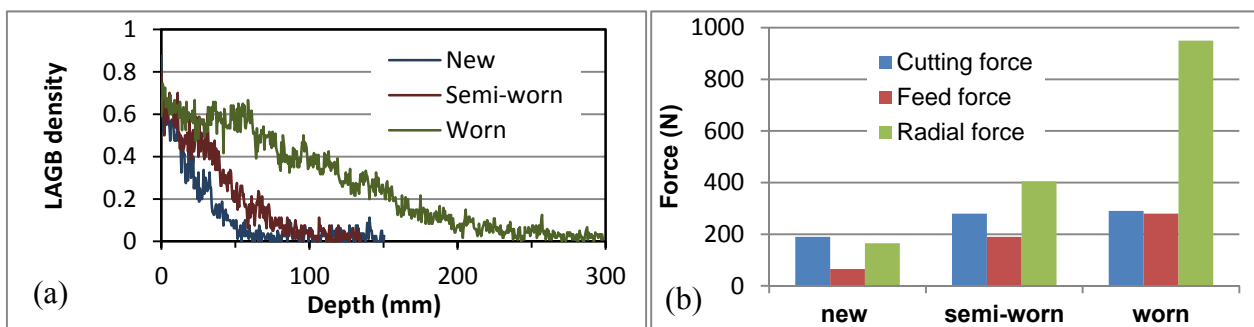 1
0.8
0.6
0.4
0.2
0
LAGB density
New
Semi-worn
Worn
0 100 200 300
Depth (mm)
(a)
1000
800
600
400
200
0
Force (N)
Cutting force
Feed force
Radial force
new semi-worn worn
(b)